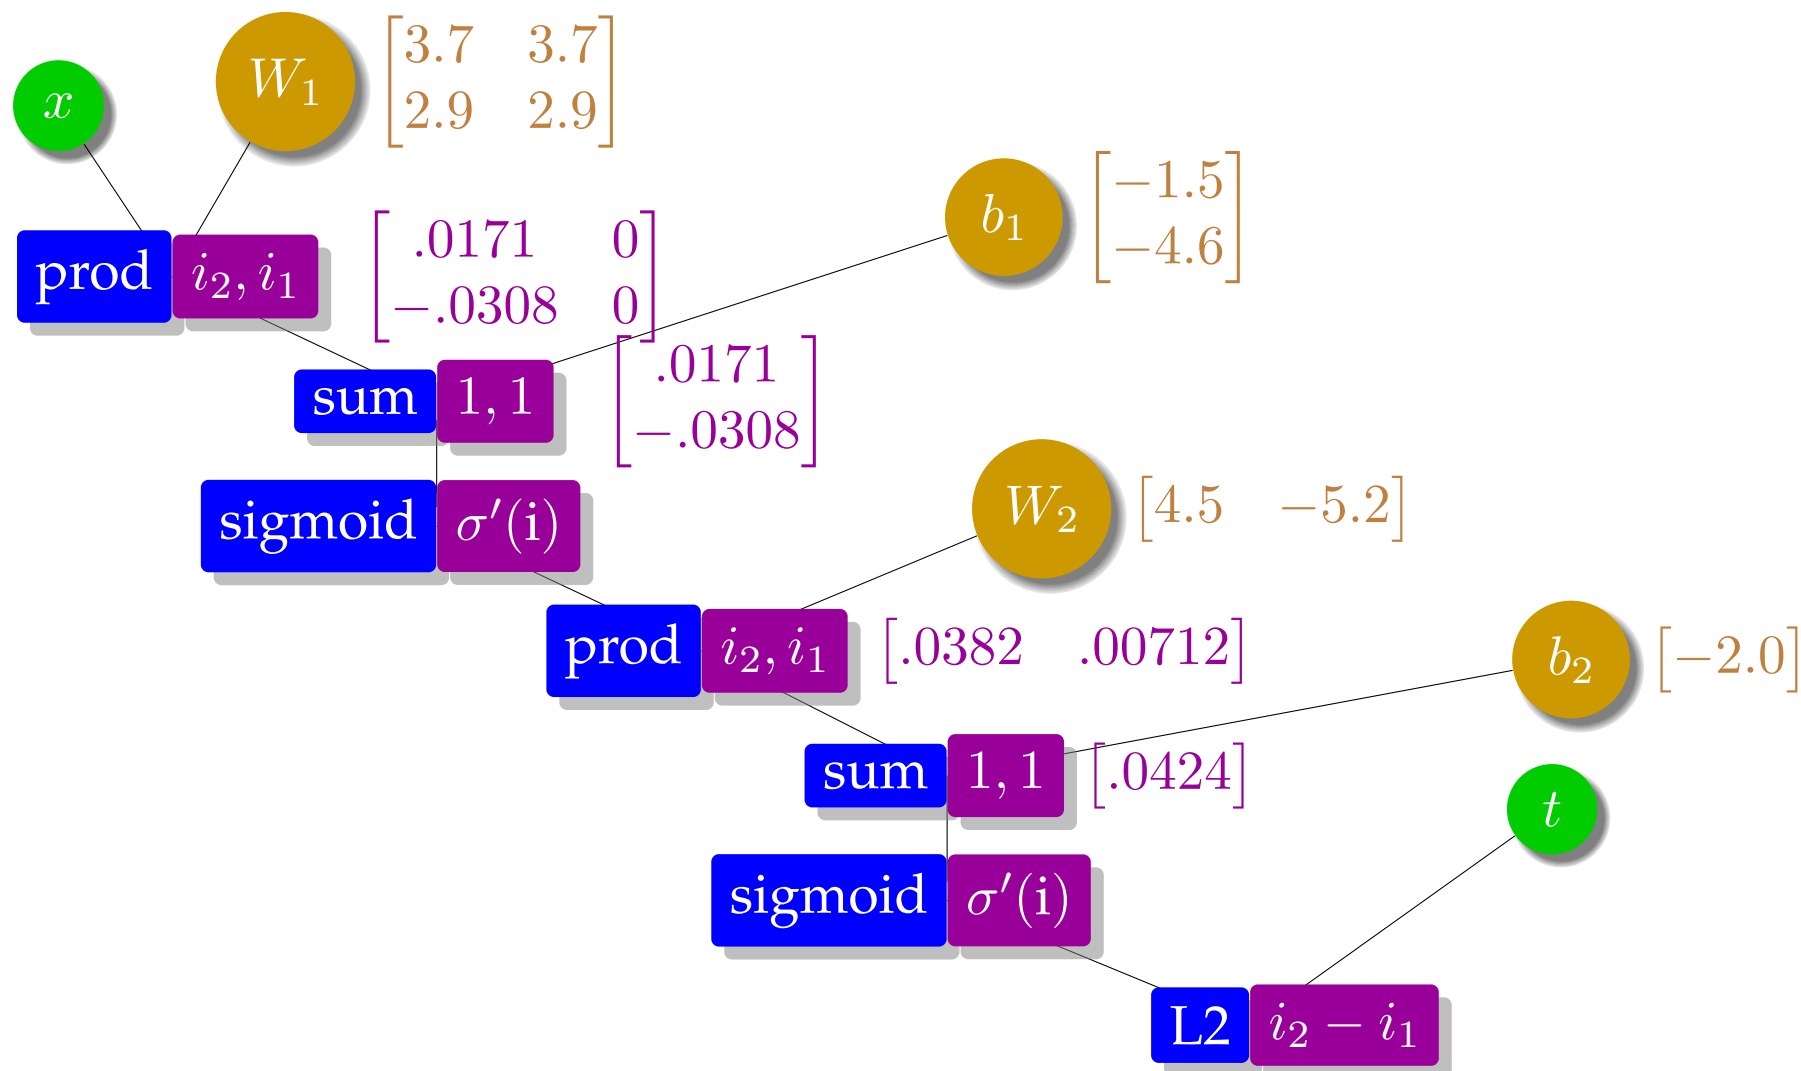 x
W₁
3.7 3.7
2.9 2.9
b₁
−1.5
−4.6
prod i₂, i₁
.0171 0
−.0308 0
sum 1, 1
.0171
−.0308
sigmoid σ′(i)
W₂
[4.5 −5.2]
prod i₂, i₁
[.0382 .00712]
b₂
[−2.0]
sum 1, 1
[.0424]
t
sigmoid σ′(i)
L2 i₂ − i₁